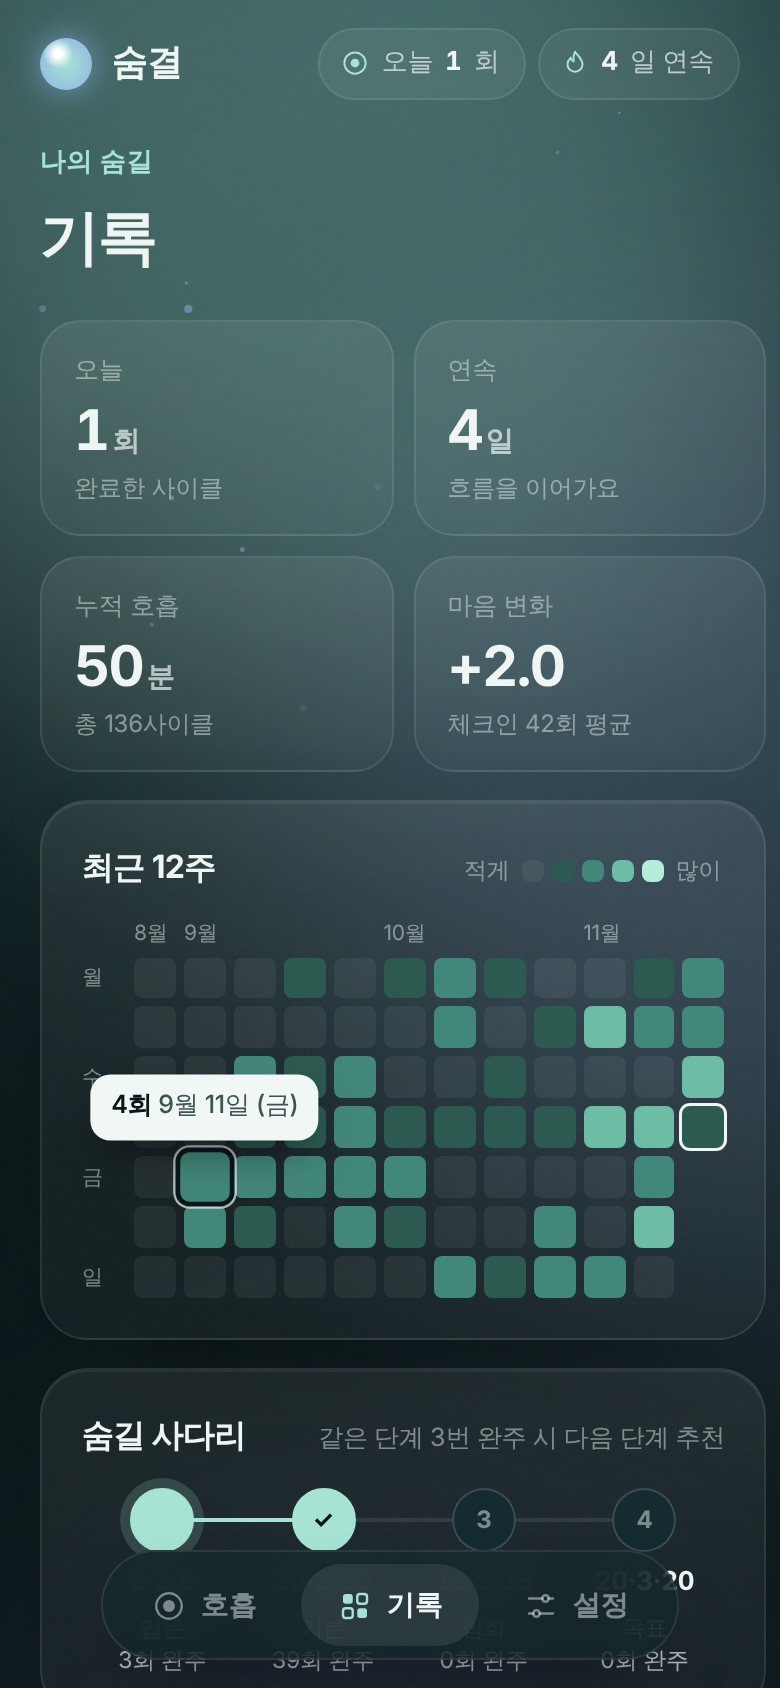 숨결
오늘 1 회
4 일 연속
나의 숨길
기록
오늘
1회
완료한 사이클
연속
4일
흐름을 이어가요
누적 호흡
50분
총 136사이클
마음 변화
+2.0
체크인 42회 평균
최근 12주
적게 많이
8월 9월 10월 11월
월
수
4회 9월 11일 (금)
금
일
숨길 사다리
같은 단계 3번 완주 시 다음 단계 추천
3 4
20·3·20
호흡 기록 설정
목표
3회 완주 39회 완주 0회 완주 0회 완주